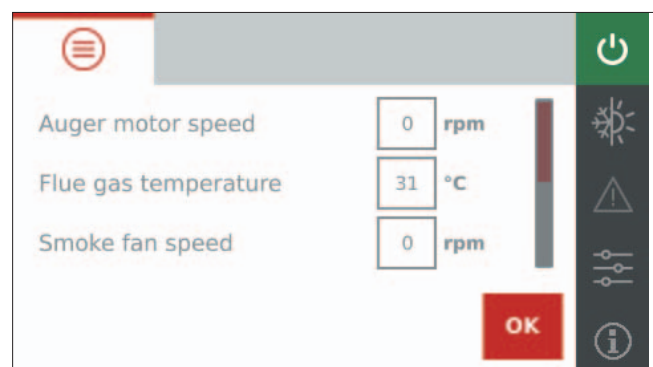 Auger motor speed 0 rpm
Flue gas temperature 31 °C
Smoke fan speed 0 rpm
OK